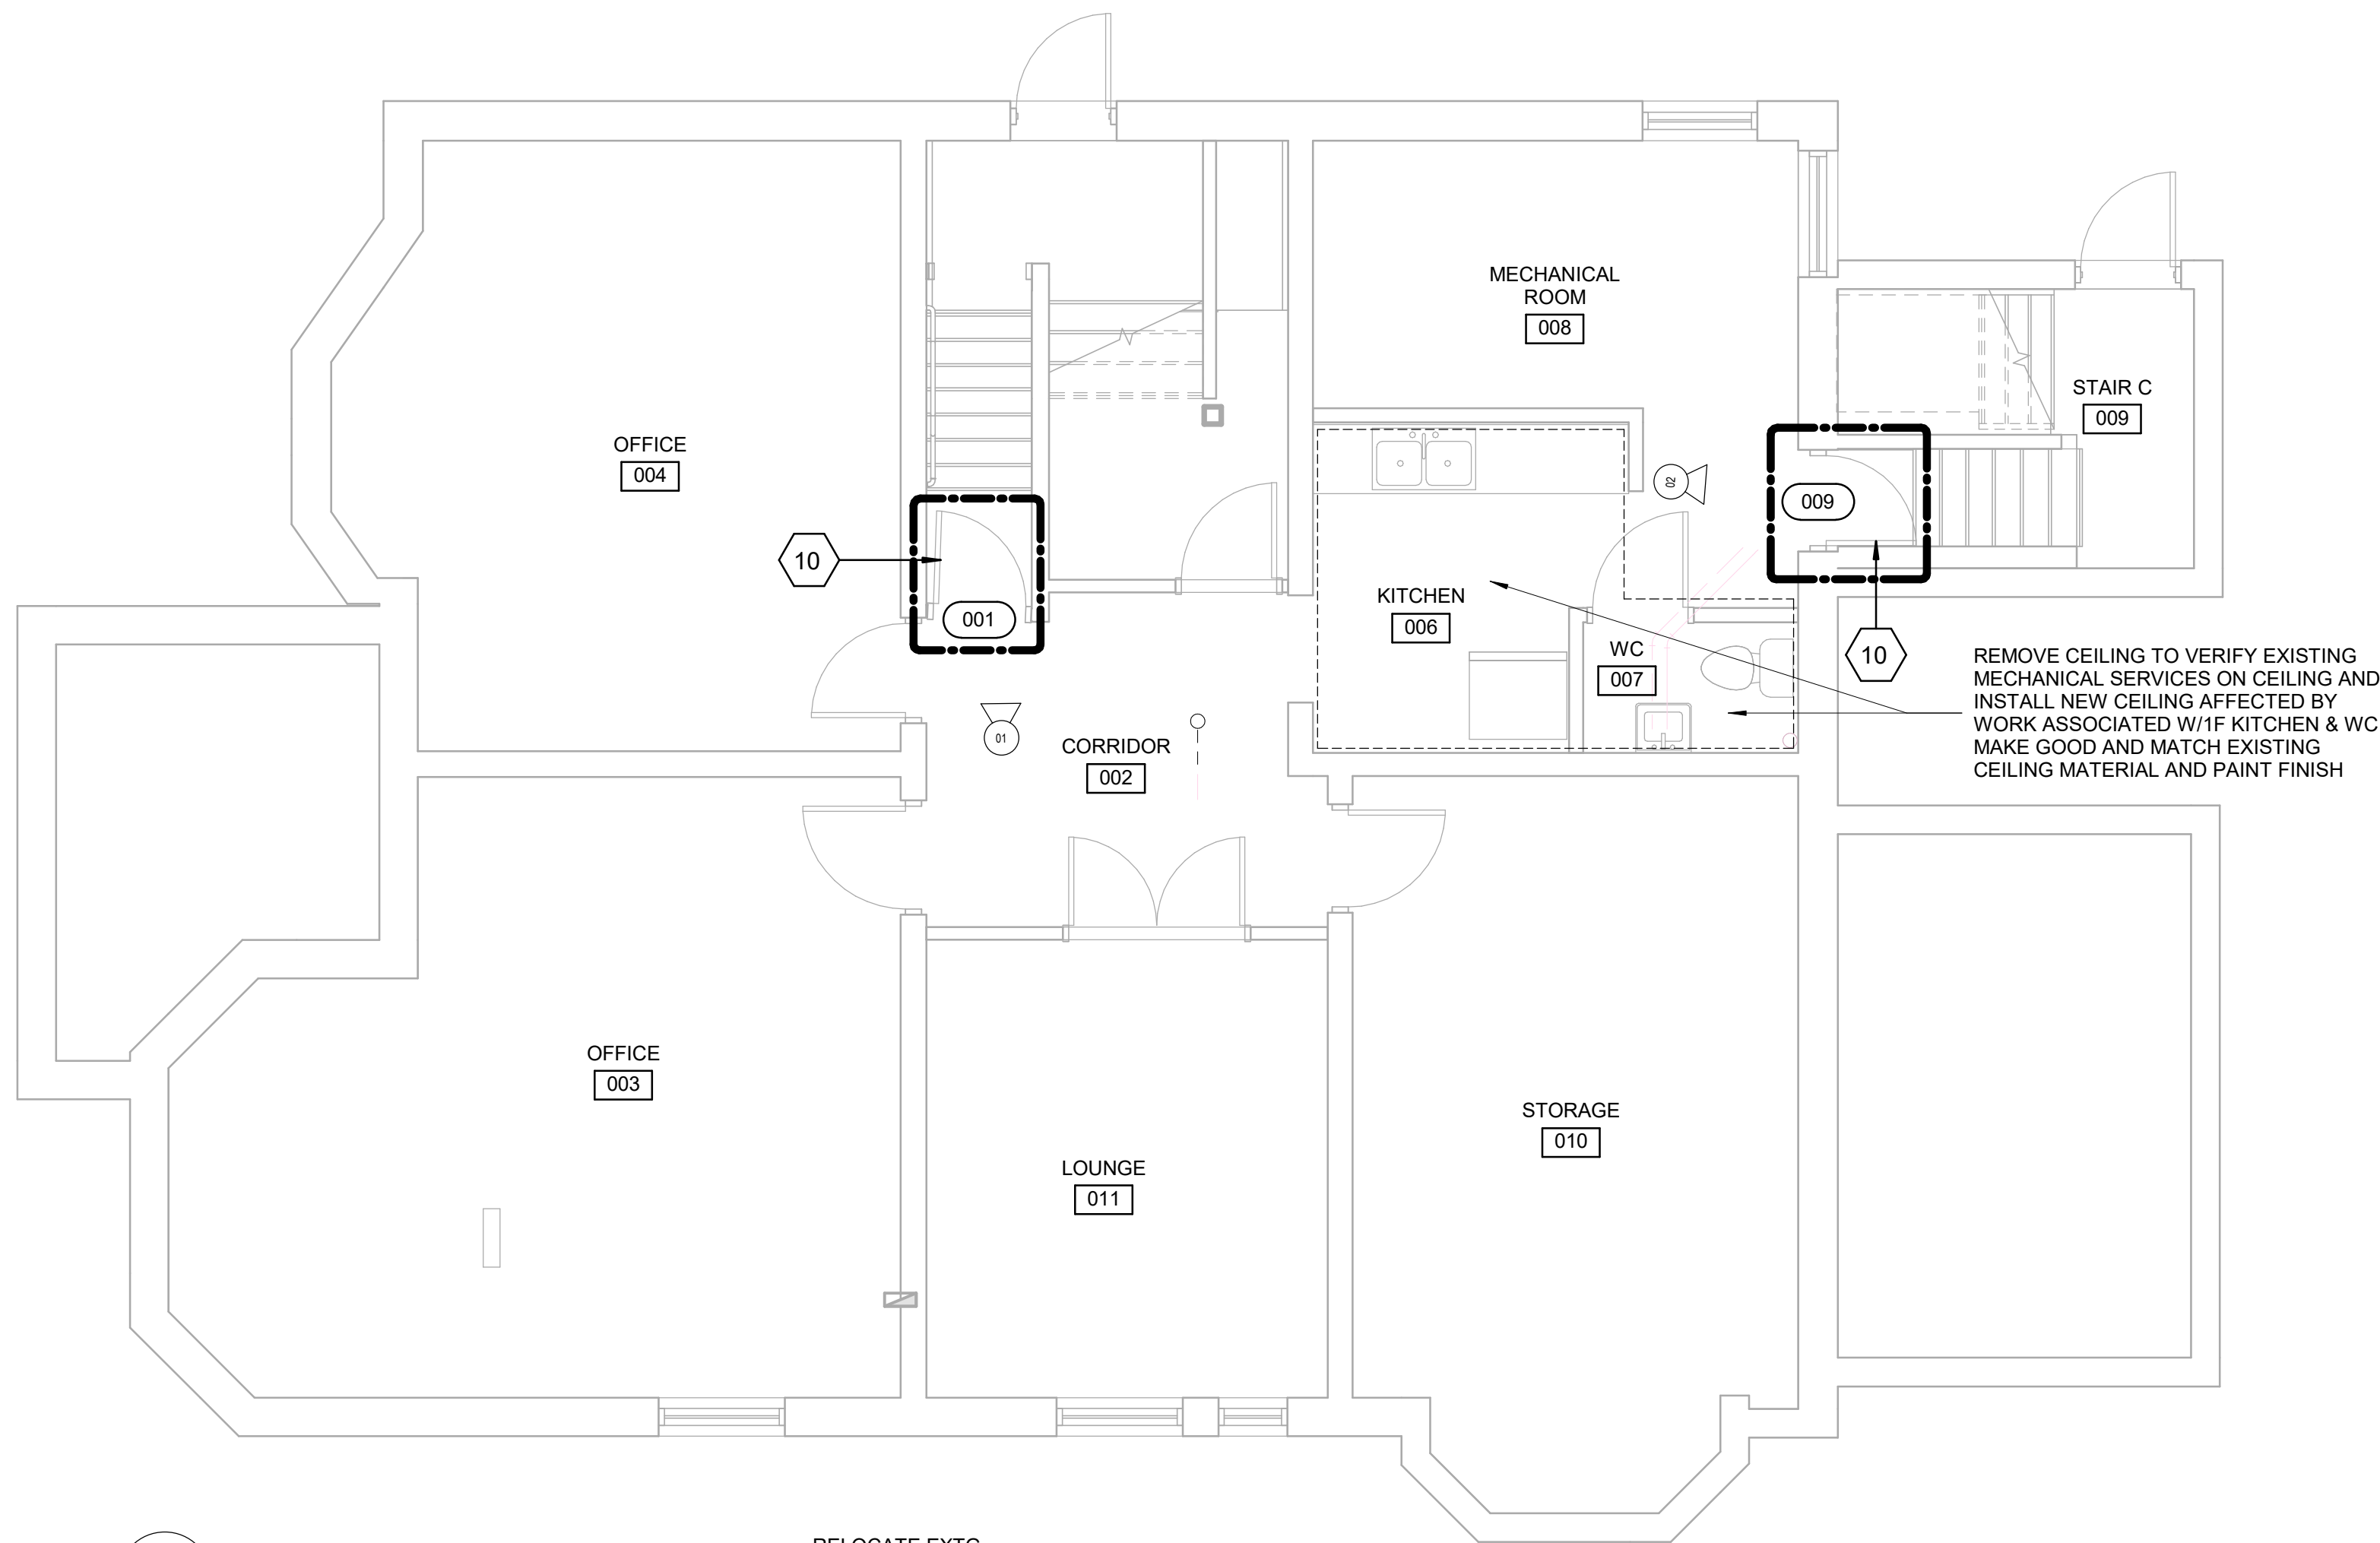 MECHANICAL
ROOM
008
STAIR C
009
OFFICE
004
02
009
10
001
KITCHEN
006
WC
007
10
REMOVE CEILING TO VERIFY EXISTING
MECHANICAL SERVICES ON CEILING AND
INSTALL NEW CEILING AFFECTED BY
WORK ASSOCIATED W/1F KITCHEN & WC
MAKE GOOD AND MATCH EXISTING
CEILING MATERIAL AND PAINT FINISH
01
CORRIDOR
002
OFFICE
003
STORAGE
010
LOUNGE
011
RELOCATE EXTG